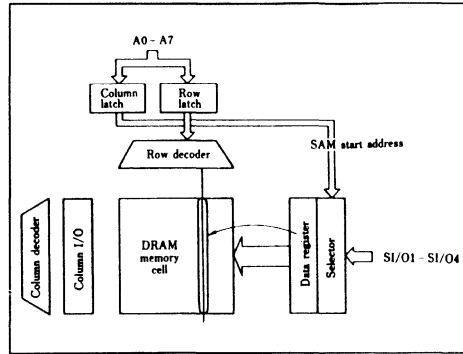 A0 - A7
Column
latch
Row
latch
Row decoder
SAM start address
Column decoder
Column I/O
DRAM
memory
cell
Data register
Selector
SI/O1 - SI/O4